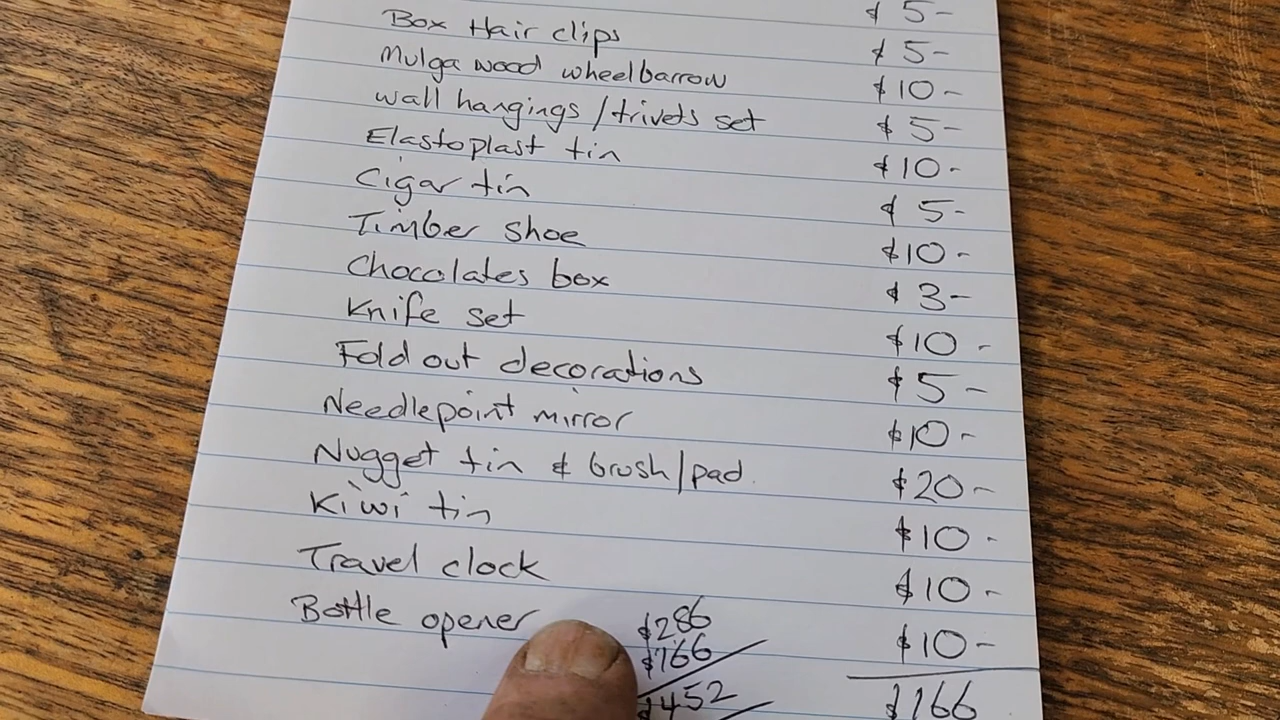 $5-
Box Hair clips $5-
Mulga wood wheelbarrow $10-
wall hangings/trivets set $5-
Elastoplast tin $10-
Cigar tin $5-
Timber shoe $10-
Chocolates box $3-
Knife set $10-
Fold out decorations $5-
Needlepoint mirror $10-
Nugget tin & brush/pad $20-
Kiwi tin $10-
Travel clock $10-
Bottle opener $10-
$286
$166
$452 $166